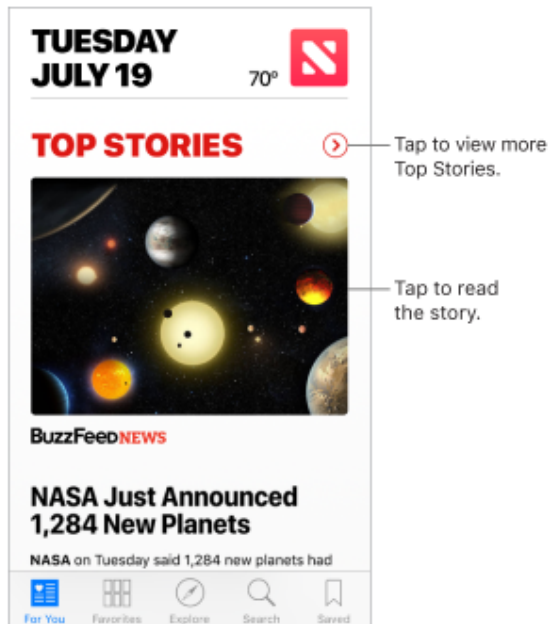 TUESDAY
JULY 19
70°
TOP STORIES
Tap to view more
Top Stories.
Tap to read
the story.
BuzzFeedNEWS
NASA Just Announced
1,284 New Planets
NASA on Tuesday said 1,284 new planets had
For You Favorites Explore Search Saved